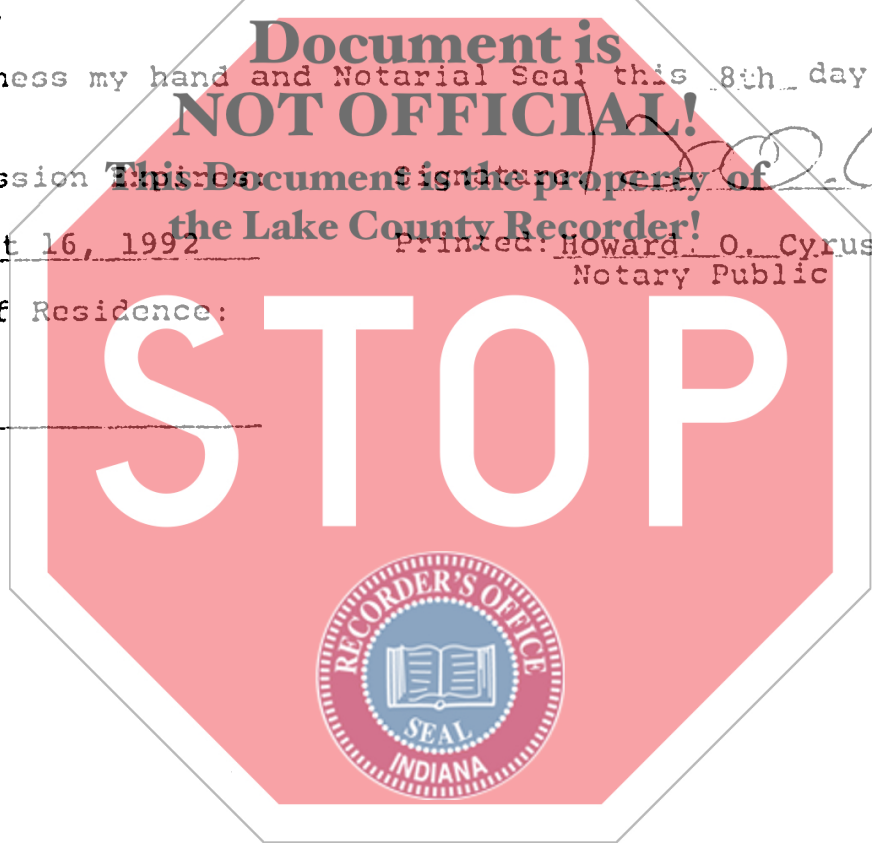 Document is
ness my hand and Notarial Seal this 8th day
NOT OFFICIAL!
ssion Expires: Signature:
This Document is the property of
the Lake County Recorder!
t 16, 1992 Printed: Howard O. Cyrus
Notary Public
f Residence:
STOP
RECORDER'S OFFICE
SEAL
INDIANA